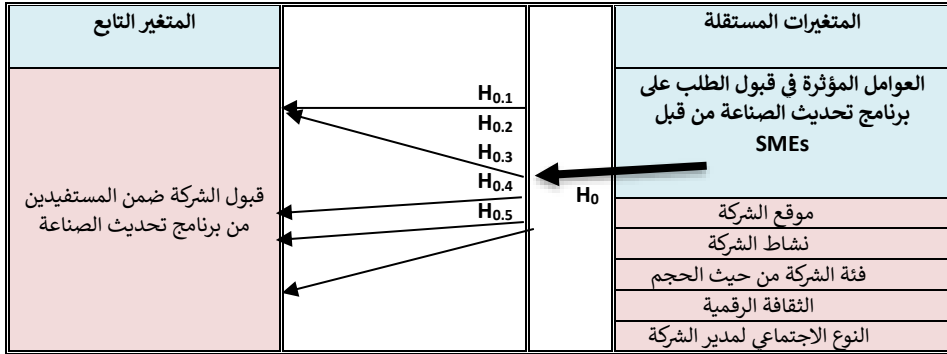 المتغيرات المستقلة
المتغير التابع
العوامل المؤثرة في قبول الطلب على
برنامج تحديث الصناعة من قبل
SMEs
موقع الشركة
نشاط الشركة
فئة الشركة من حيث الحجم
الثقافة الرقمية
النوع الاجتماعي لمدير الشركة
H₀
H₀.₁
H₀.₂
H₀.₃
H₀.₄
H₀.₅
قبول الشركة ضمن المستفيدين
من برنامج تحديث الصناعة